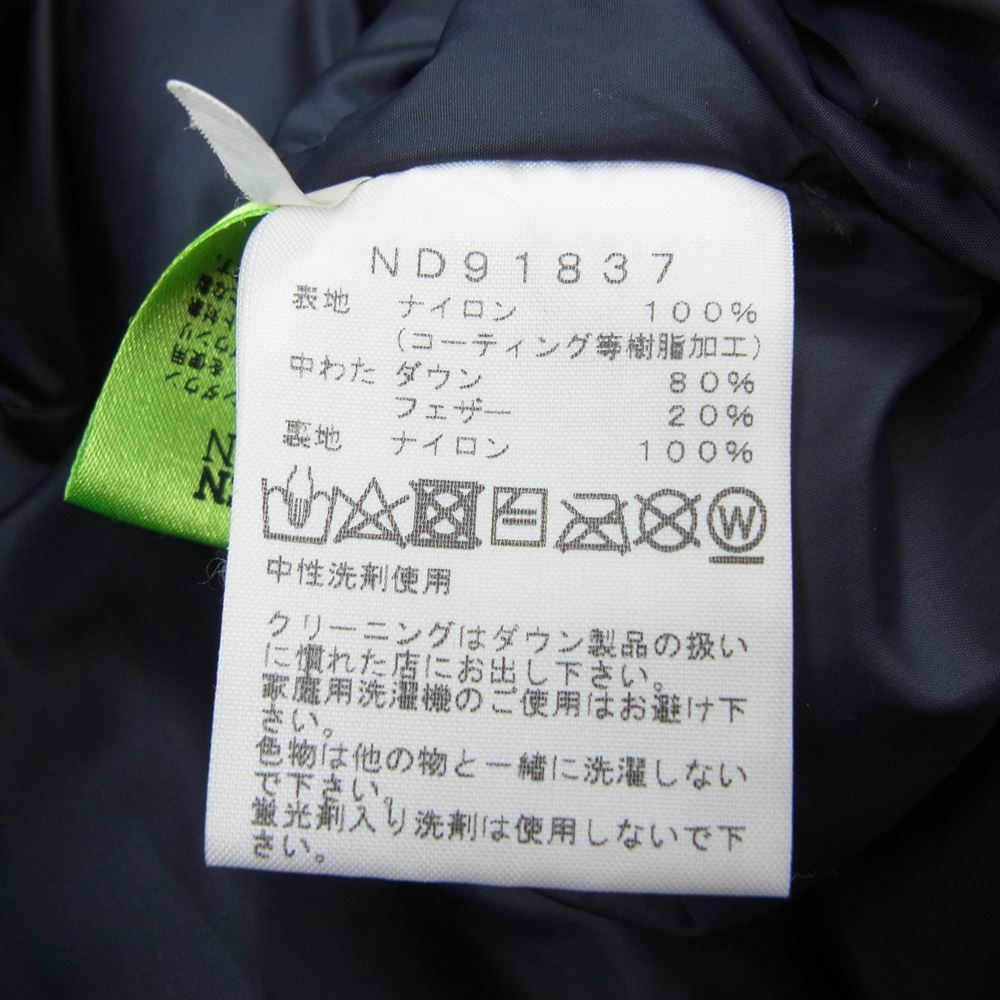 ND91837
表地 ナイロン 100%
(コーティング等樹脂加工)
中わた ダウン 80%
フェザー 20%
裏地 ナイロン 100%
W
中性洗剤使用
クリーニングはダウン製品の扱い
に慣れた店にお出し下さい。
家庭用洗濯機のご使用はお避け下
さい。
色物は他の物と一緒に洗濯しない
で下さい。
蛍光剤入り洗剤は使用しないで下
さい。